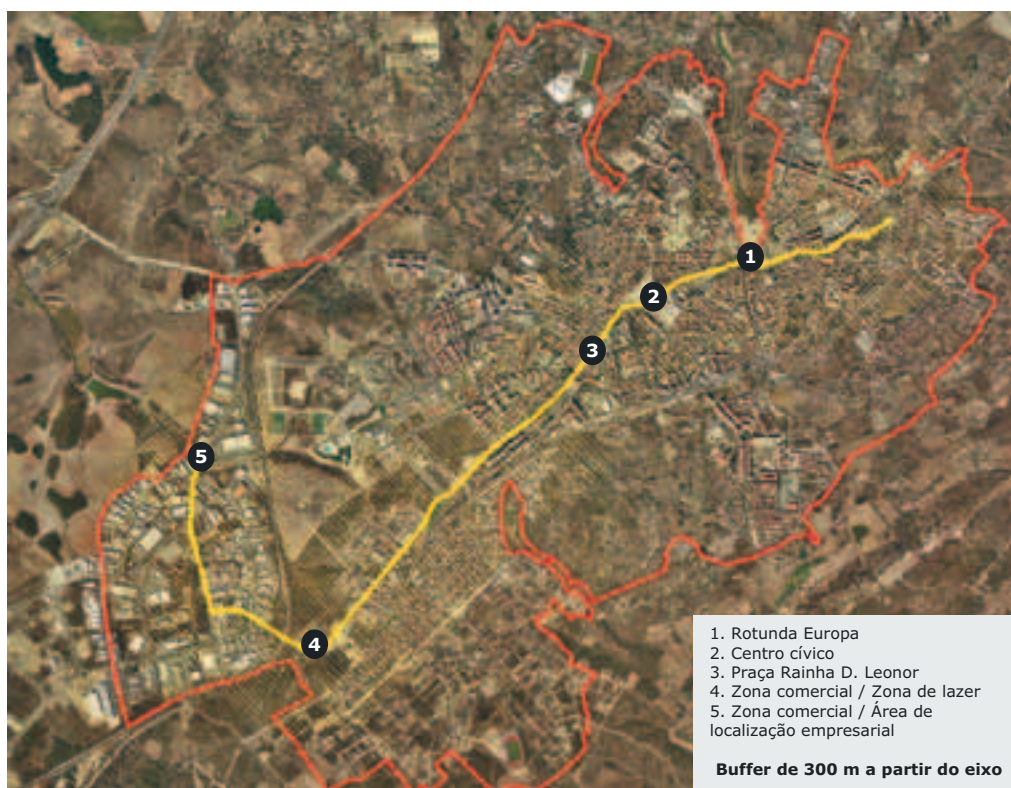 1
2
3
5
4
1. Rotunda Europa
2. Centro cívico
3. Praça Rainha D. Leonor
4. Zona comercial / Zona de lazer
5. Zona comercial / Área de
localização empresarial
Buffer de 300 m a partir do eixo